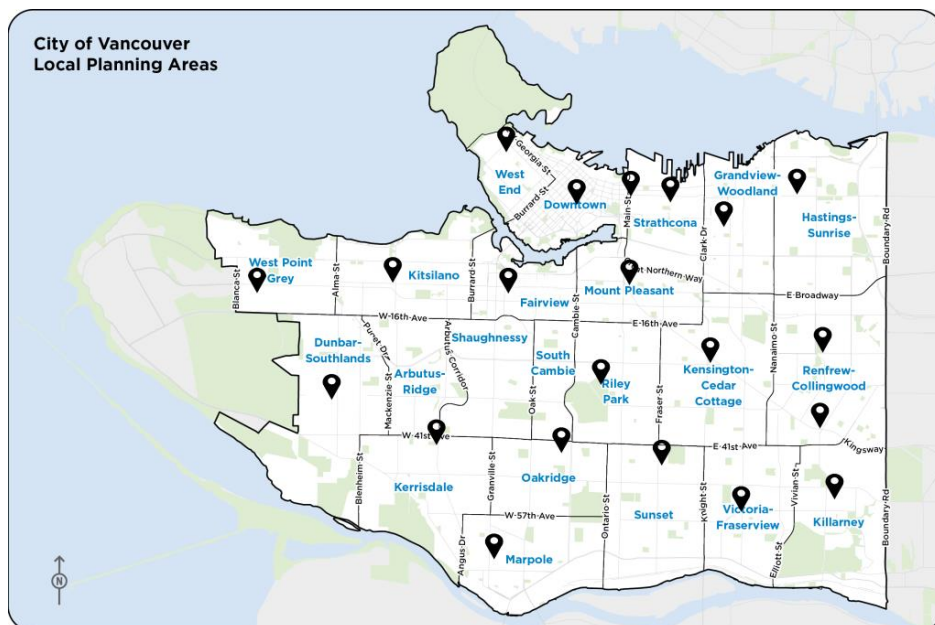 City of Vancouver
Local Planning Areas
Georgia St
West
End
Burrard St
Downtown
Main St
Strathcona
Grandview-
Woodland
Clark Dr
Hastings-
Sunrise
Boundary Rd
West Point
Grey
Blanca St
Alma St
Kitsilano
Burrard St
Fairview
Cambie St
Mount Pleasant
Northern Way
E Broadway
W 16th Ave
E 16th Ave
Nanaimo St
Dunbar-
Southlands
Puget Dr
Mackenzie St
Arbutus-
Ridge
Arbutus Corridor
Shaughnessy
Oak St
South
Cambie
Riley
Park
Fraser St
Kensington-
Cedar
Cottage
Renfrew-
Collingwood
W 41st Ave
E 41st Ave
Kingsway
Blenheim St
Kerrisdale
Granville St
Oakridge
Ontario St
Sunset
Knight St
Victoria-
Fraserview
Vivian St
Elliott St
Killarney
Boundary Rd
W 57th Ave
Angus Dr
Marpole
N